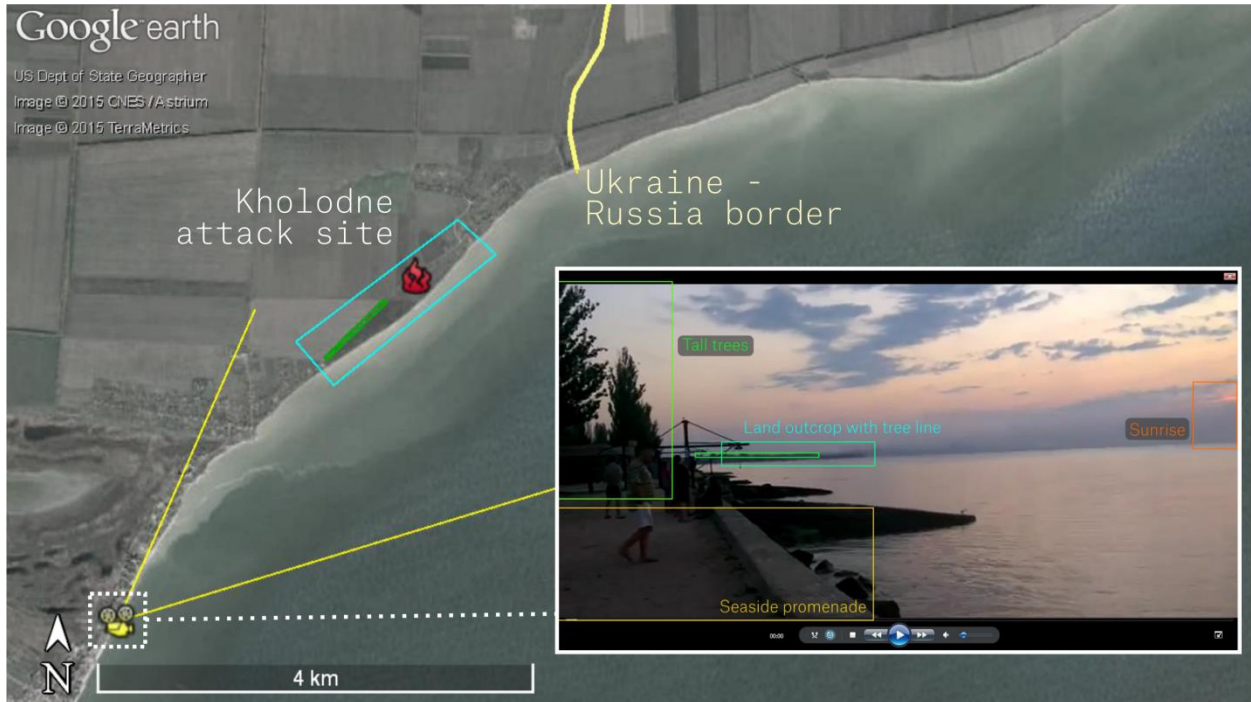 Google earth
US Dept of State Geographer
Image © 2015 CNES / Astrium
Image © 2015 TerraMetrics
Kholodne
attack site
Ukraine -
Russia border
Tall trees
Land outcrop with tree line
Sunrise
Seaside promenade
00:00
N
4 km